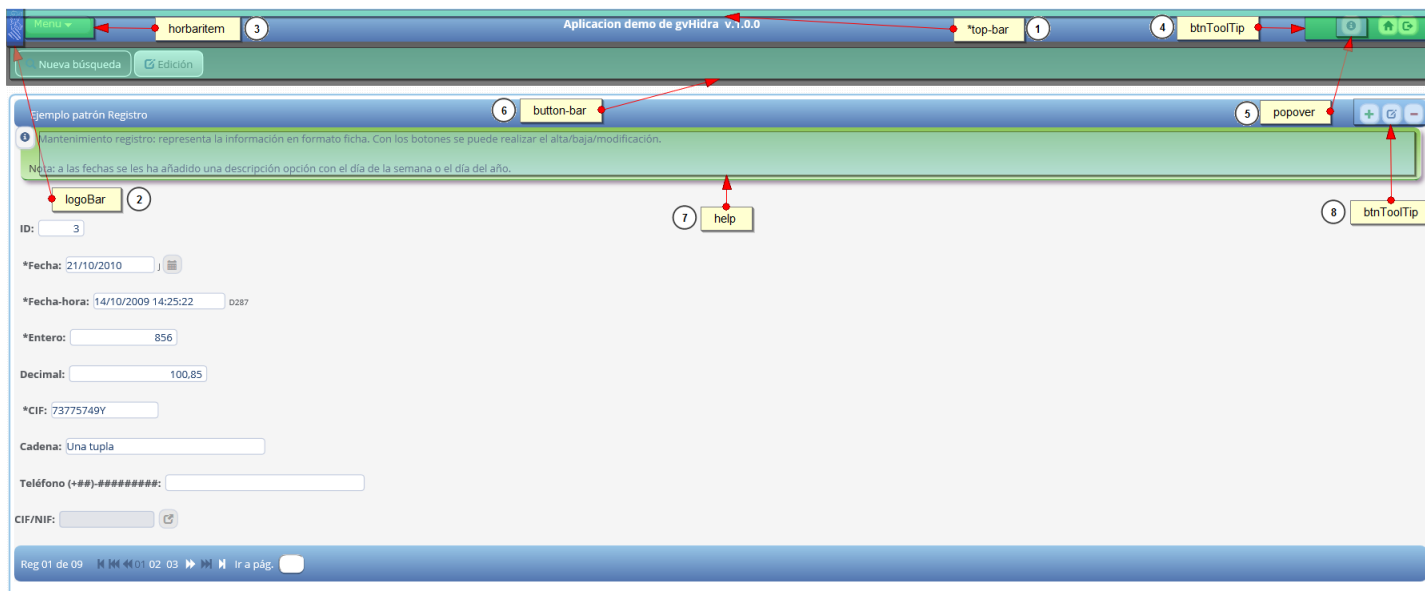 Menu
horbaritem
3
Aplicacion demo de gvHidra v.1.0.0
*top-bar
1
4
btnToolTip
Nueva búsqueda
Edición
Ejemplo patrón Registro
6
button-bar
5
popover
Mantenimiento registro: representa la información en formato ficha. Con los botones se puede realizar el alta/baja/modificación.
Nota: a las fechas se les ha añadido una descripción opción con el día de la semana o el día del año.
logoBar
2
7
help
8
btnToolTip
ID: 3
*Fecha: 21/10/2010 J
*Fecha-hora: 14/10/2009 14:25:22 D287
*Entero: 856
Decimal: 100,85
*CIF: 73775749Y
Cadena: Una tupla
Teléfono (+##)-#########:
CIF/NIF:
Reg 01 de 09 01 02 03 Ir a pág.